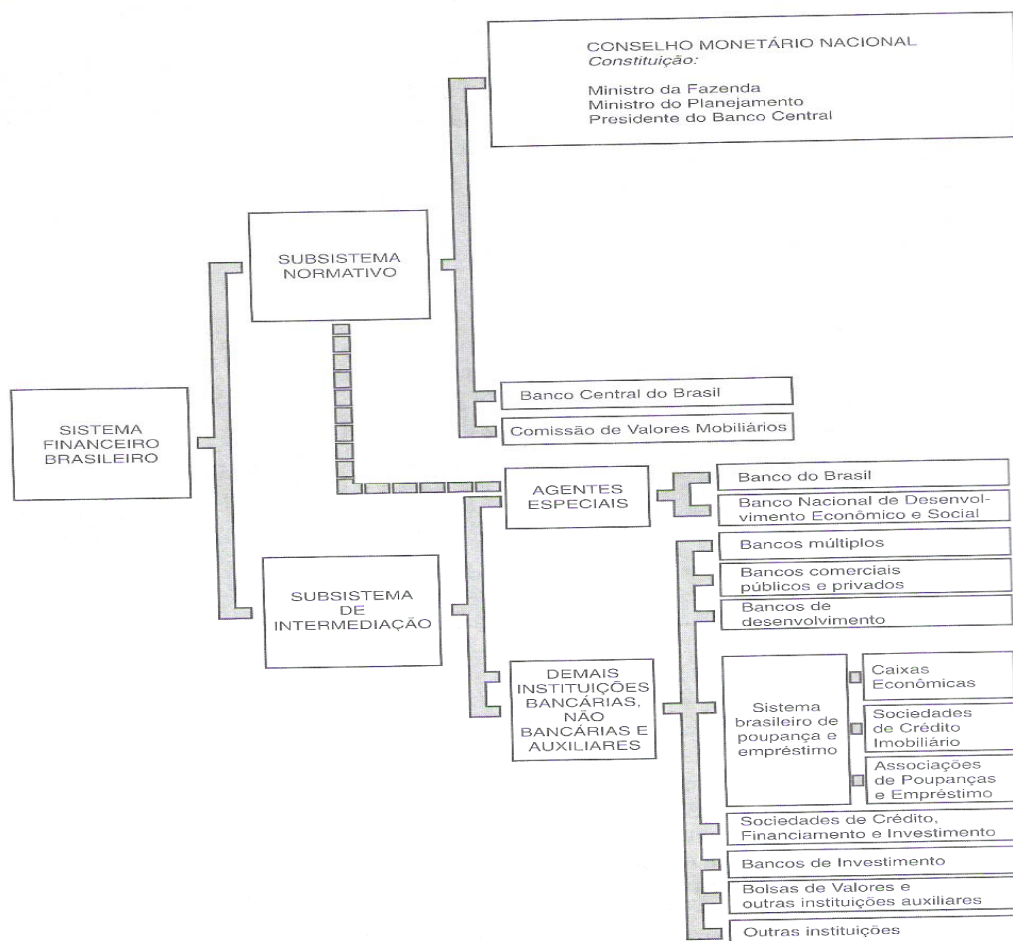 CONSELHO MONETÁRIO NACIONAL
Constituição:
Ministro da Fazenda
Ministro do Planejamento
Presidente do Banco Central
SUBSISTEMA
NORMATIVO
Banco Central do Brasil
Comissão de Valores Mobiliários
SISTEMA
FINANCEIRO
BRASILEIRO
AGENTES
ESPECIAIS
Banco do Brasil
Banco Nacional de Desenvol-
vimento Econômico e Social
SUBSISTEMA
DE
INTERMEDIAÇÃO
DEMAIS
INSTITUIÇÕES
BANCÁRIAS,
NÃO
BANCÁRIAS E
AUXILIARES
Bancos múltiplos
Bancos comerciais
públicos e privados
Bancos de
desenvolvimento
Sistema
brasileiro de
poupança e
empréstimo
Caixas
Econômicas
Sociedades
de Crédito
Imobiliário
Associações
de Poupanças
e Empréstimo
Sociedades de Crédito,
Financiamento e Investimento
Bancos de Investimento
Bolsas de Valores e
outras instituições auxiliares
Outras instituições